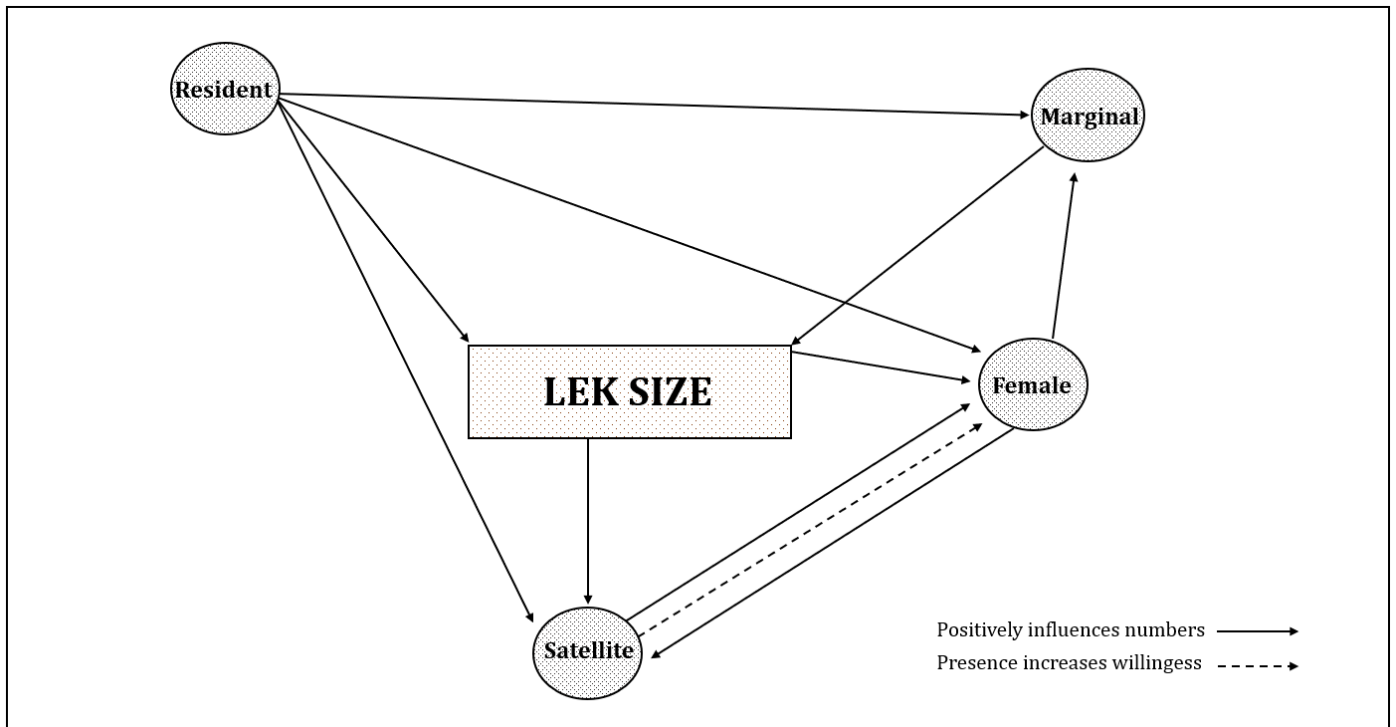 Resident
Marginal
LEK SIZE
Female
Satellite
Positively influences numbers
Presence increases willingess